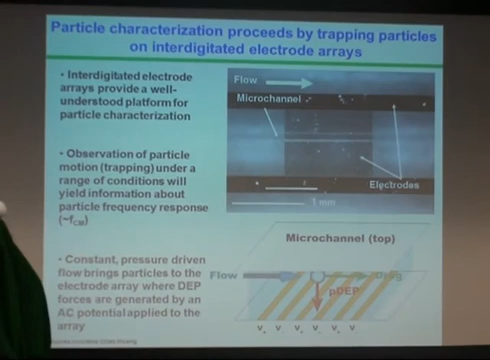 Particle characterization proceeds by trapping particles
on interdigitated electrode arrays
• Interdigitated electrode
arrays provide a well-
understood platform for
particle characterization
• Observation of particle
motion (trapping) under a
range of conditions will
yield information about
particle frequency response
(~fCM)
• Constant, pressure driven
flow brings particles to the
electrode array where DEP
forces are generated by an
AC potential applied to the
array
Flow
Microchannel
Electrodes
1 mm
Microchannel (top)
Flow
Drag
pDEP